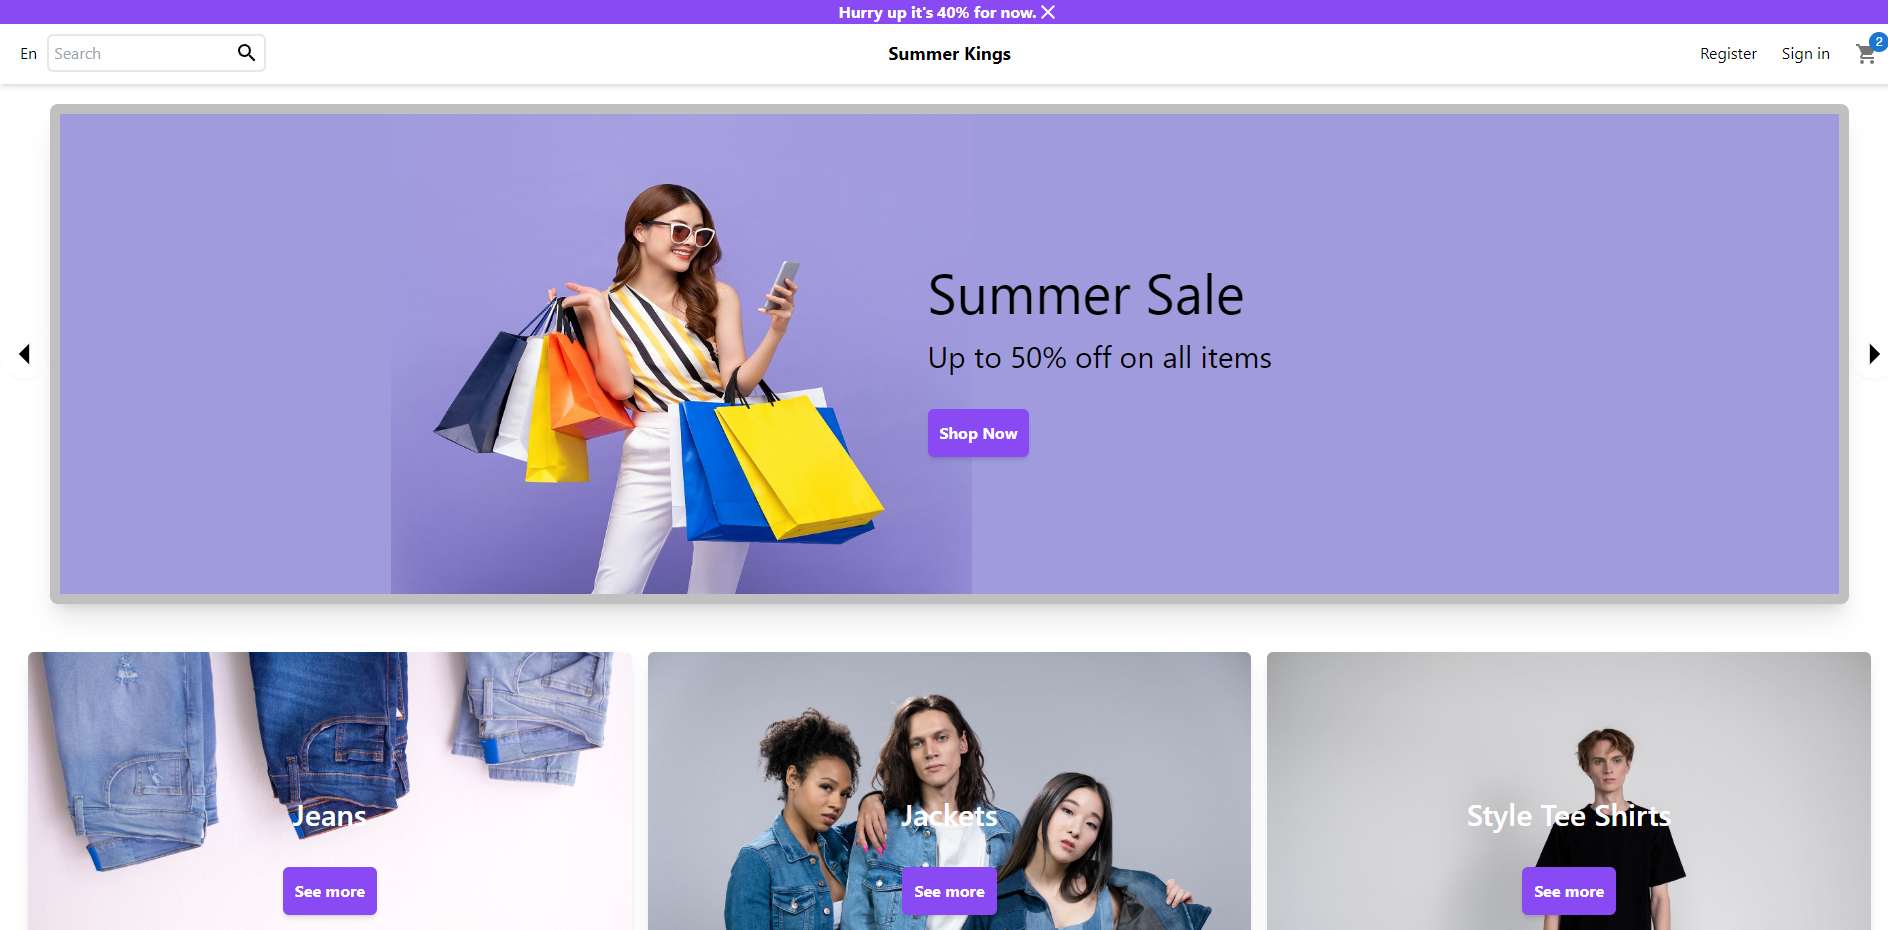 Hurry up it's 40% for now.
En
Search
Summer Kings
Register
Sign in
2
Summer Sale
Up to 50% off on all items
Shop Now
Jeans
See more
Jackets
See more
Style Tee Shirts
See more